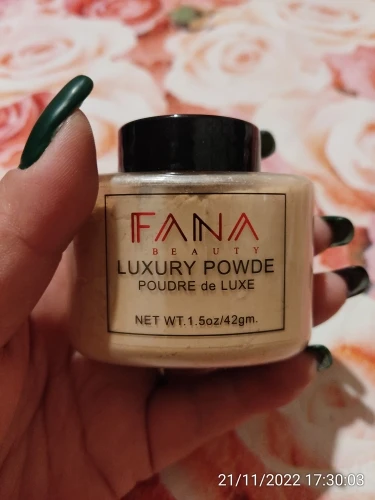 FANA
BEAUTY
LUXURY POWDE
POUDRE de LUXE
NET WT.1.5oz/42gm.
21/11/2022 17:30:03